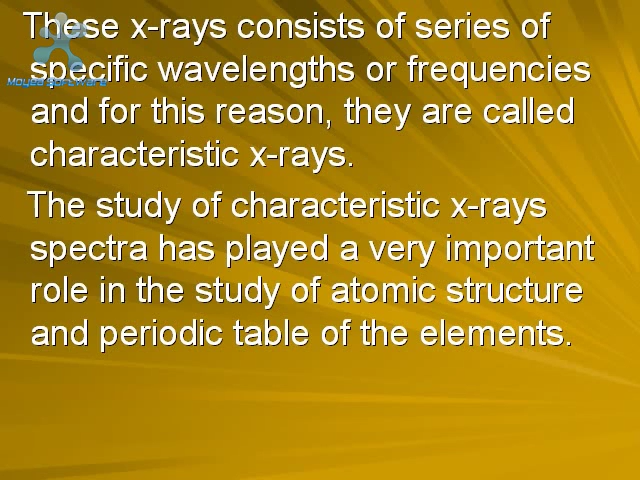 These x-rays consists of series of
specific wavelengths or frequencies
Moyea Software
and for this reason, they are called
characteristic x-rays.
The study of characteristic x-rays
spectra has played a very important
role in the study of atomic structure
and periodic table of the elements.